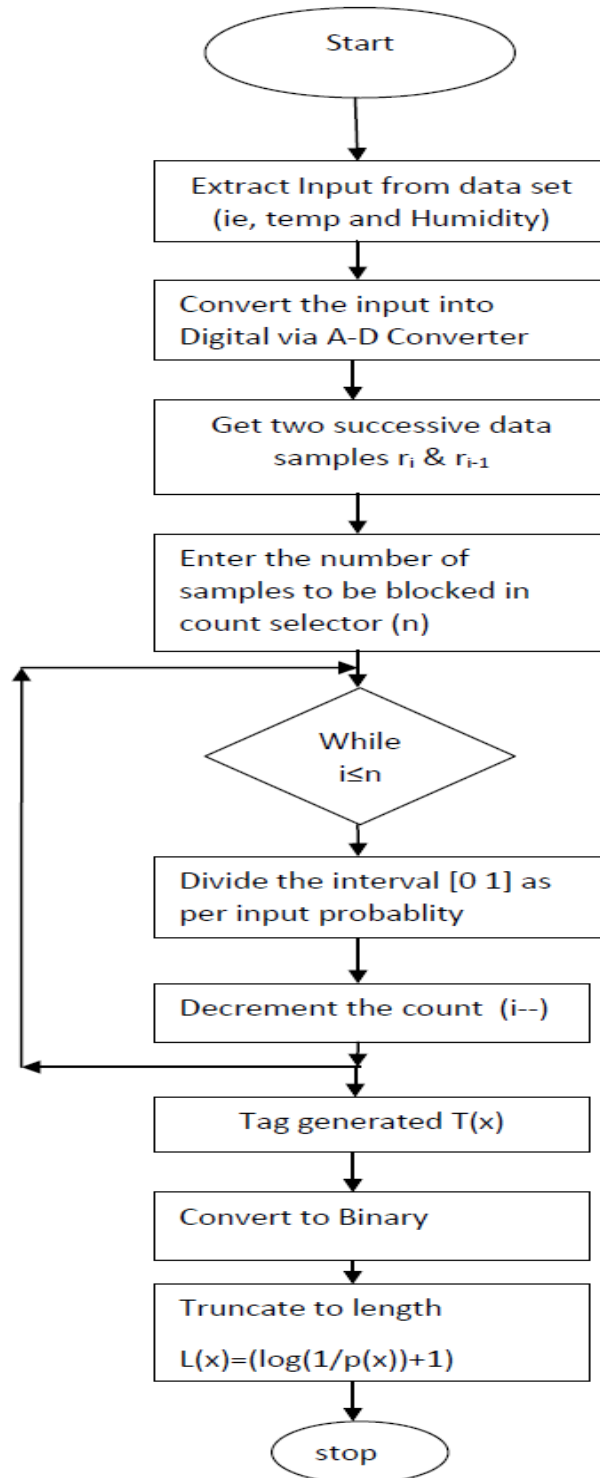 Start
Extract Input from data set
(ie, temp and Humidity)
Convert the input into
Digital via A-D Converter
Get two successive data
samples rᵢ & rᵢ₋₁
Enter the number of
samples to be blocked in
count selector (n)
While
i≤n
Divide the interval [0 1] as
per input probablity
Decrement the count (i--)
Tag generated T(x)
Convert to Binary
Truncate to length
L(x)=(log(1/p(x))+1)
stop